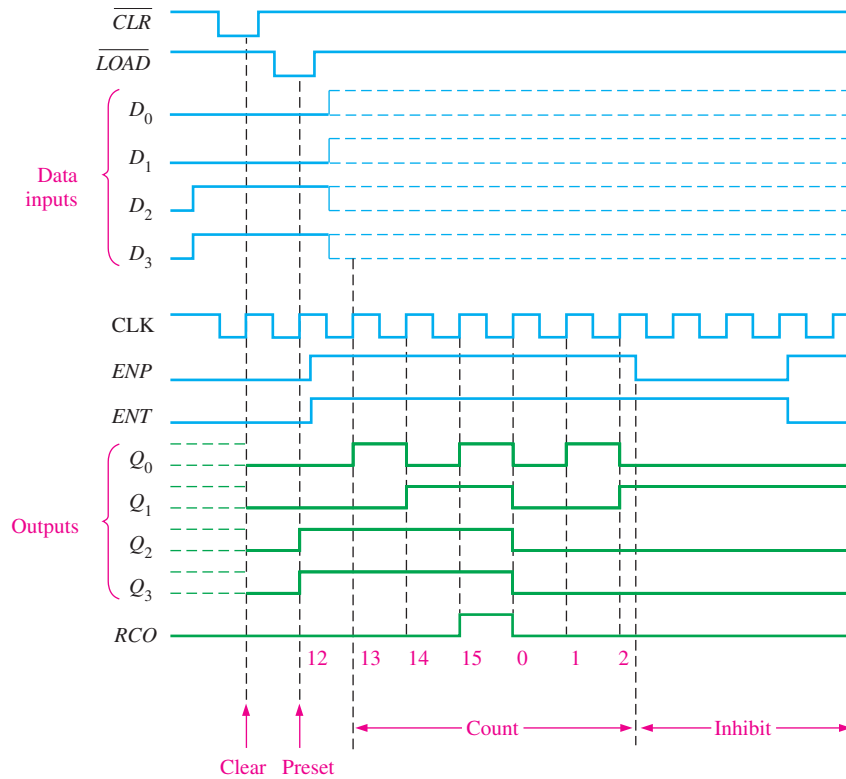 CLR
LOAD
D0
D1
Data
inputs
D2
D3
CLK
ENP
ENT
Q0
Q1
Outputs
Q2
Q3
RCO
12 13 14 15 0 1 2
Count Inhibit
Clear Preset